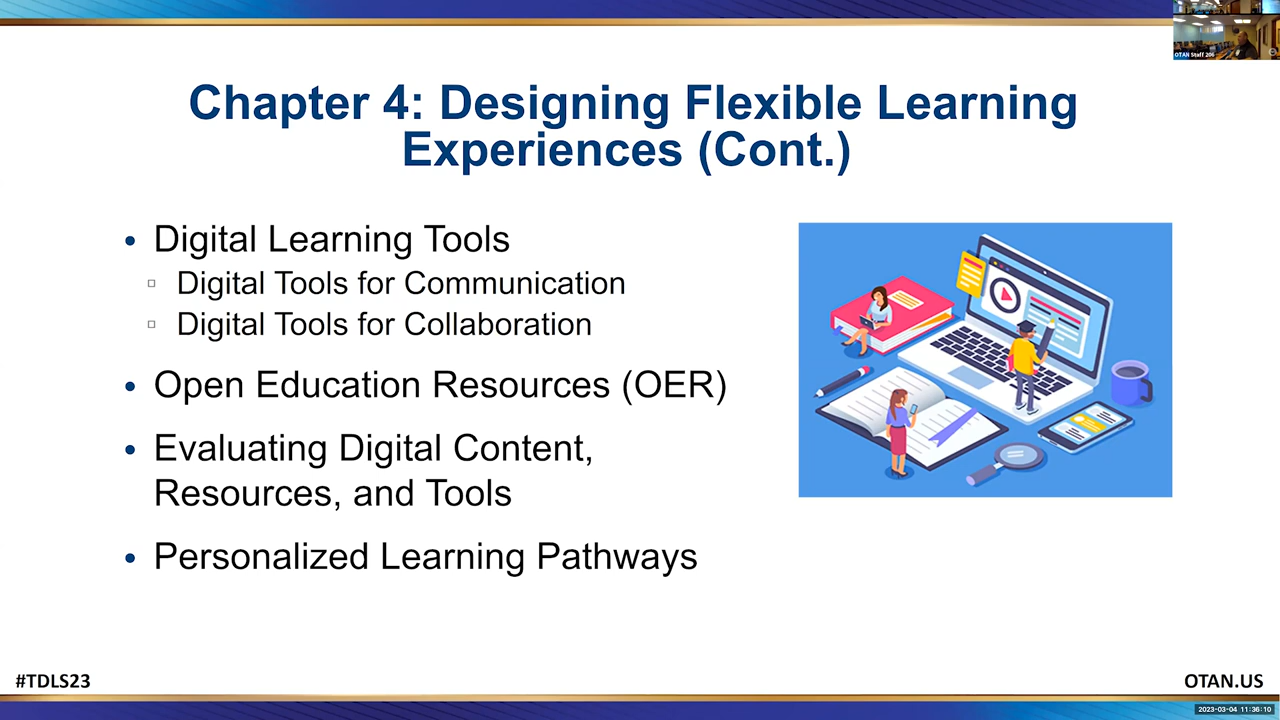 OTAN Staff 206
Chapter 4: Designing Flexible Learning
Experiences (Cont.)
• Digital Learning Tools
▫ Digital Tools for Communication
▫ Digital Tools for Collaboration
• Open Education Resources (OER)
• Evaluating Digital Content,
Resources, and Tools
• Personalized Learning Pathways
#TDLS23
OTAN.US
2023-03-04 11:36:10